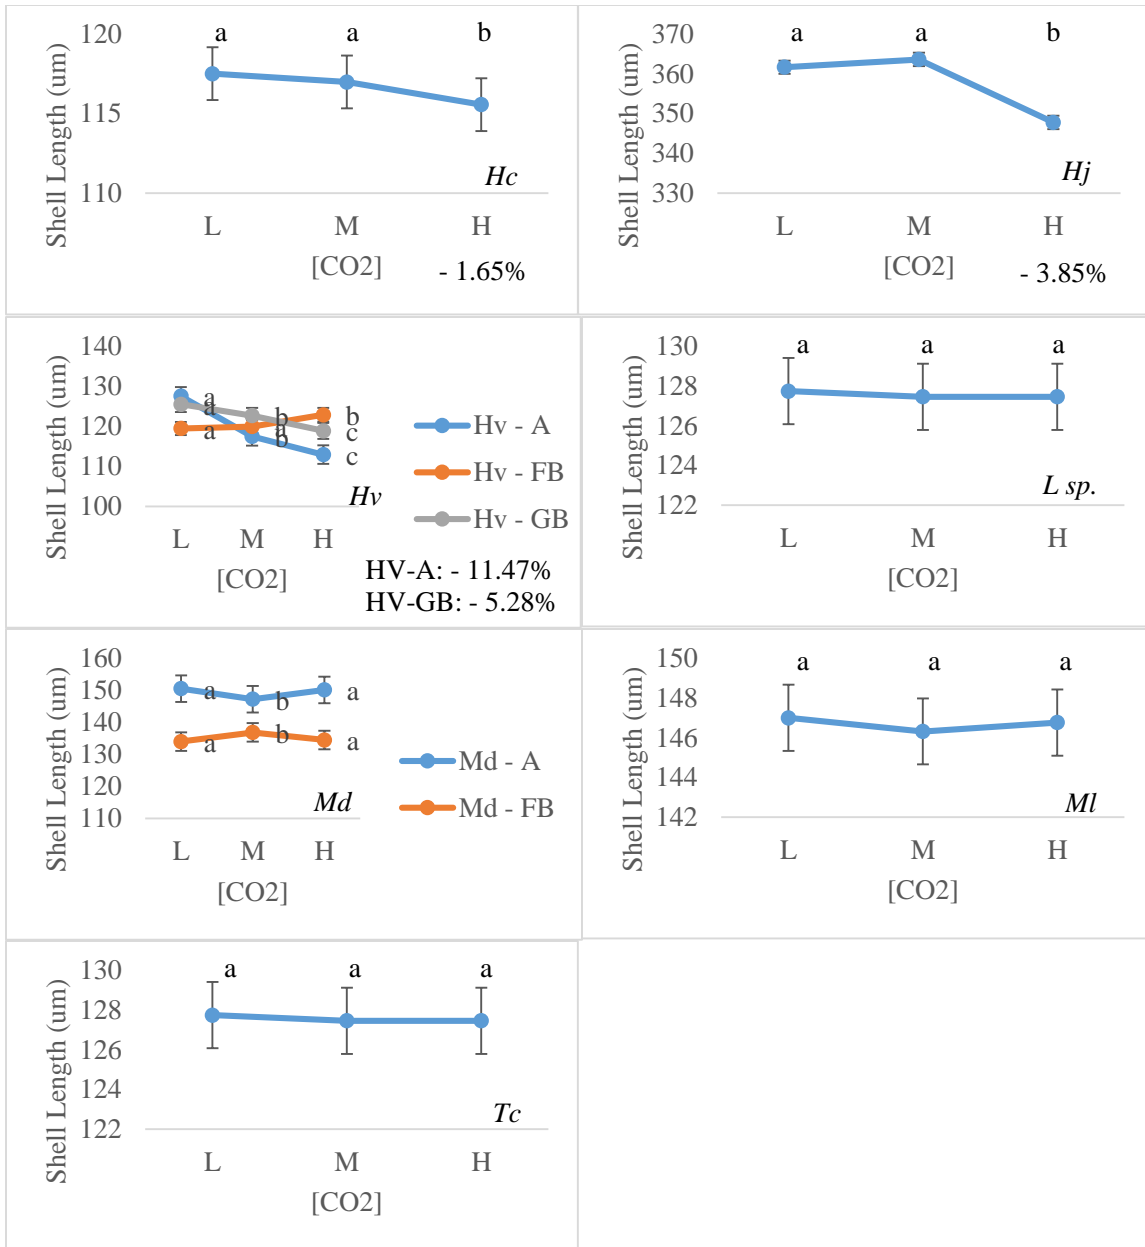 120
115
110
Shell Length (um)
a
a
b
Hc
L
M
H
[CO2]
- 1.65%
370
360
350
340
330
Shell Length (um)
a
a
b
Hj
L
M
H
[CO2]
- 3.85%
140
130
120
110
100
Shell Length (um)
a
a
a
b
a
b
b
c
c
Hv
L
M
H
[CO2]
Hv - A
Hv - FB
Hv - GB
HV-A: - 11.47%
HV-GB: - 5.28%
130
128
126
124
122
Shell Length (um)
a
a
a
L sp.
L
M
H
[CO2]
160
150
140
130
120
110
Shell Length (um)
a
b
a
a
b
a
Md
L
M
H
[CO2]
Md - A
Md - FB
150
148
146
144
142
Shell Length (um)
a
a
a
Ml
L
M
H
[CO2]
130
128
126
124
122
Shell Length (um)
a
a
a
Tc
L
M
H
[CO2]